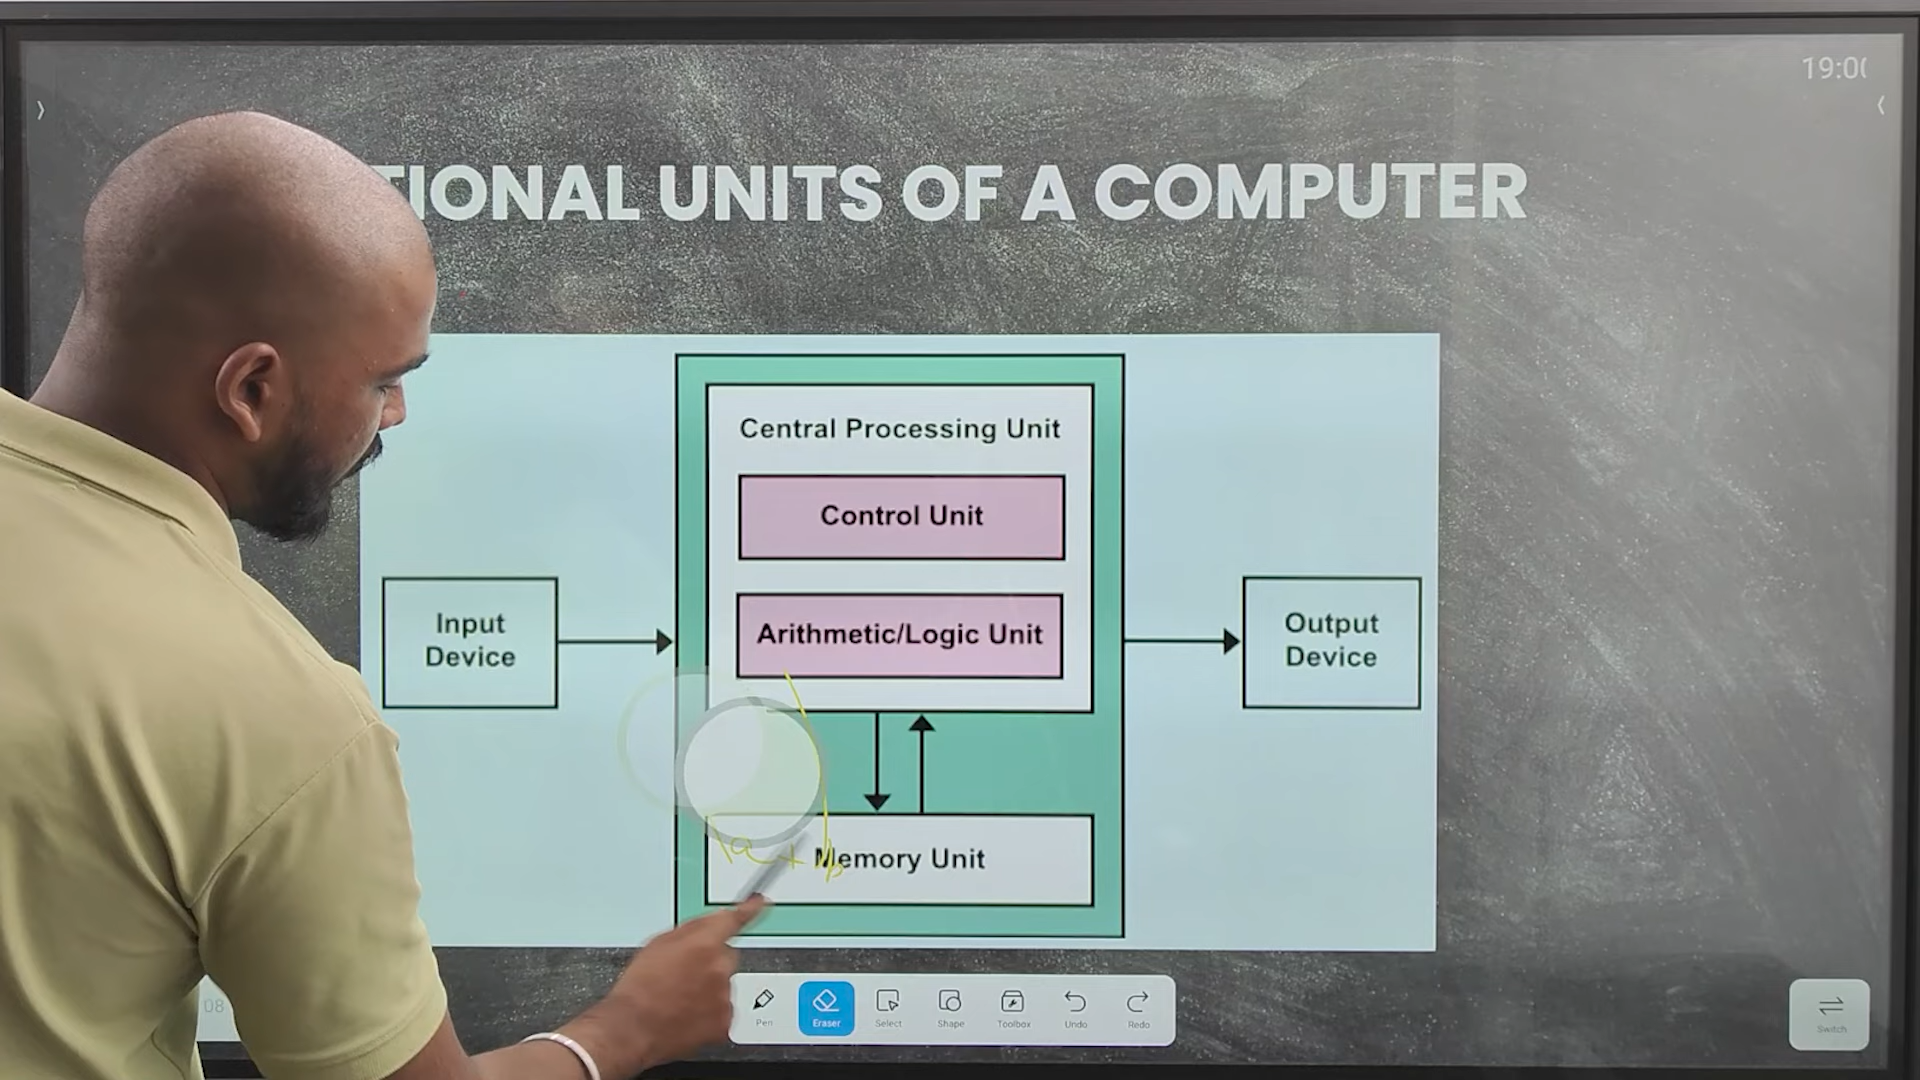 19:0
TIONAL UNITS OF A COMPUTER
Central Processing Unit
Control Unit
Arithmetic/Logic Unit
Input
Device
Output
Device
a + b
Memory Unit
08
Pen
Eraser
Select
Shape
Toolbox
Undo
Redo
Switch